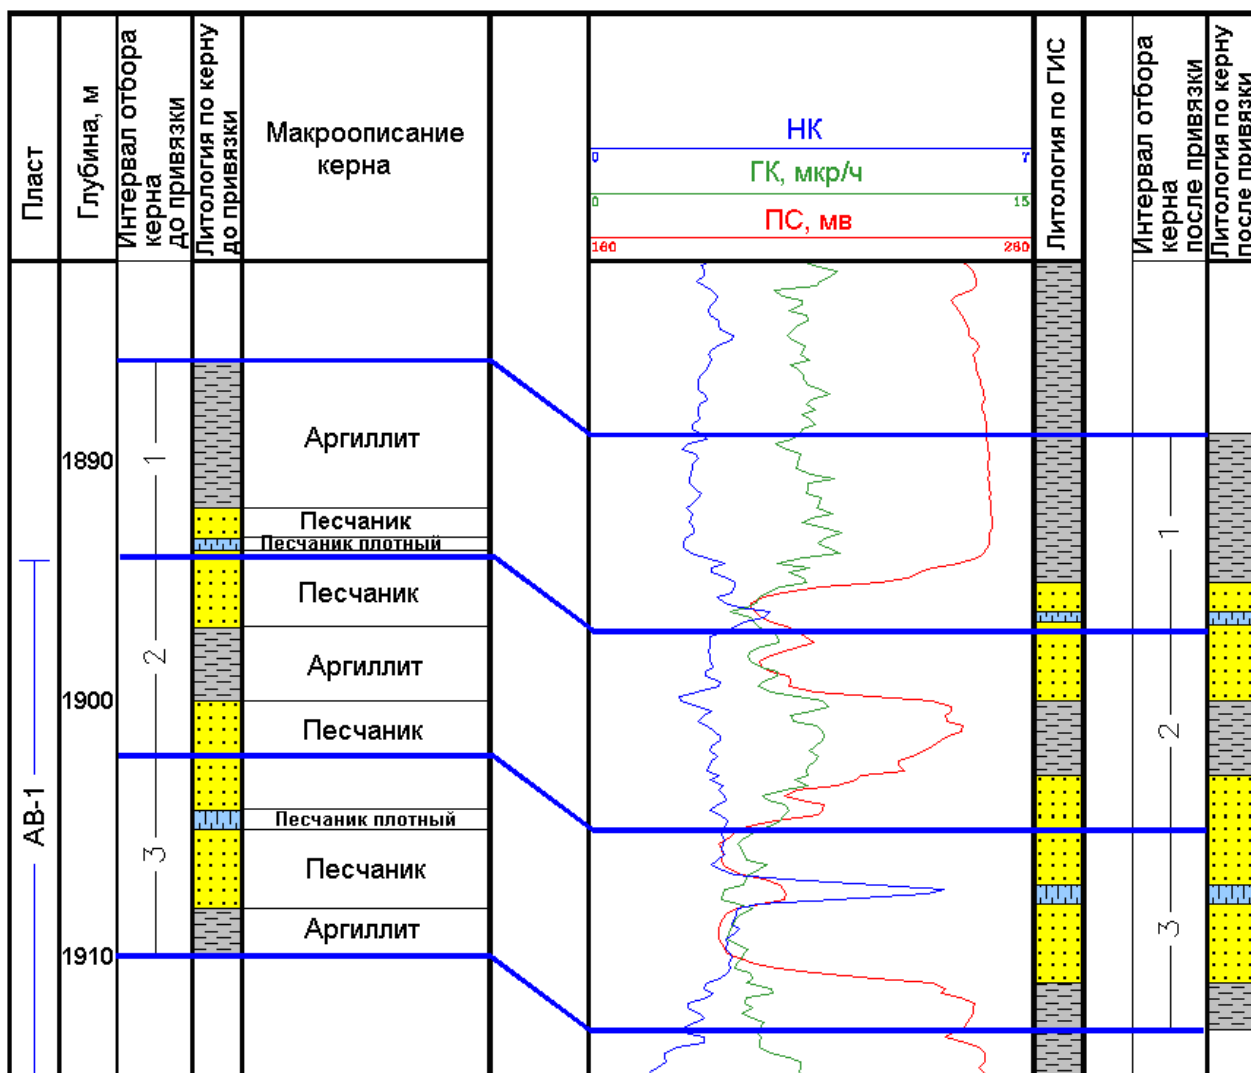 Пласт
Глубина, м
Интервал отбора
керна
до привязки
Литология по керну
до привязки
Макроописание
керна
НК
0
7
ГК, мкр/ч
0
15
ПС, мв
160
260
Литология по ГИС
Интервал отбора
керна
после привязки
Литология по керну
после привязки
АВ-1
1890
1900
1910
1
2
3
Аргиллит
Песчаник
Песчаник плотный
Песчаник
Аргиллит
Песчаник
Песчаник плотный
Песчаник
Аргиллит
1
2
3